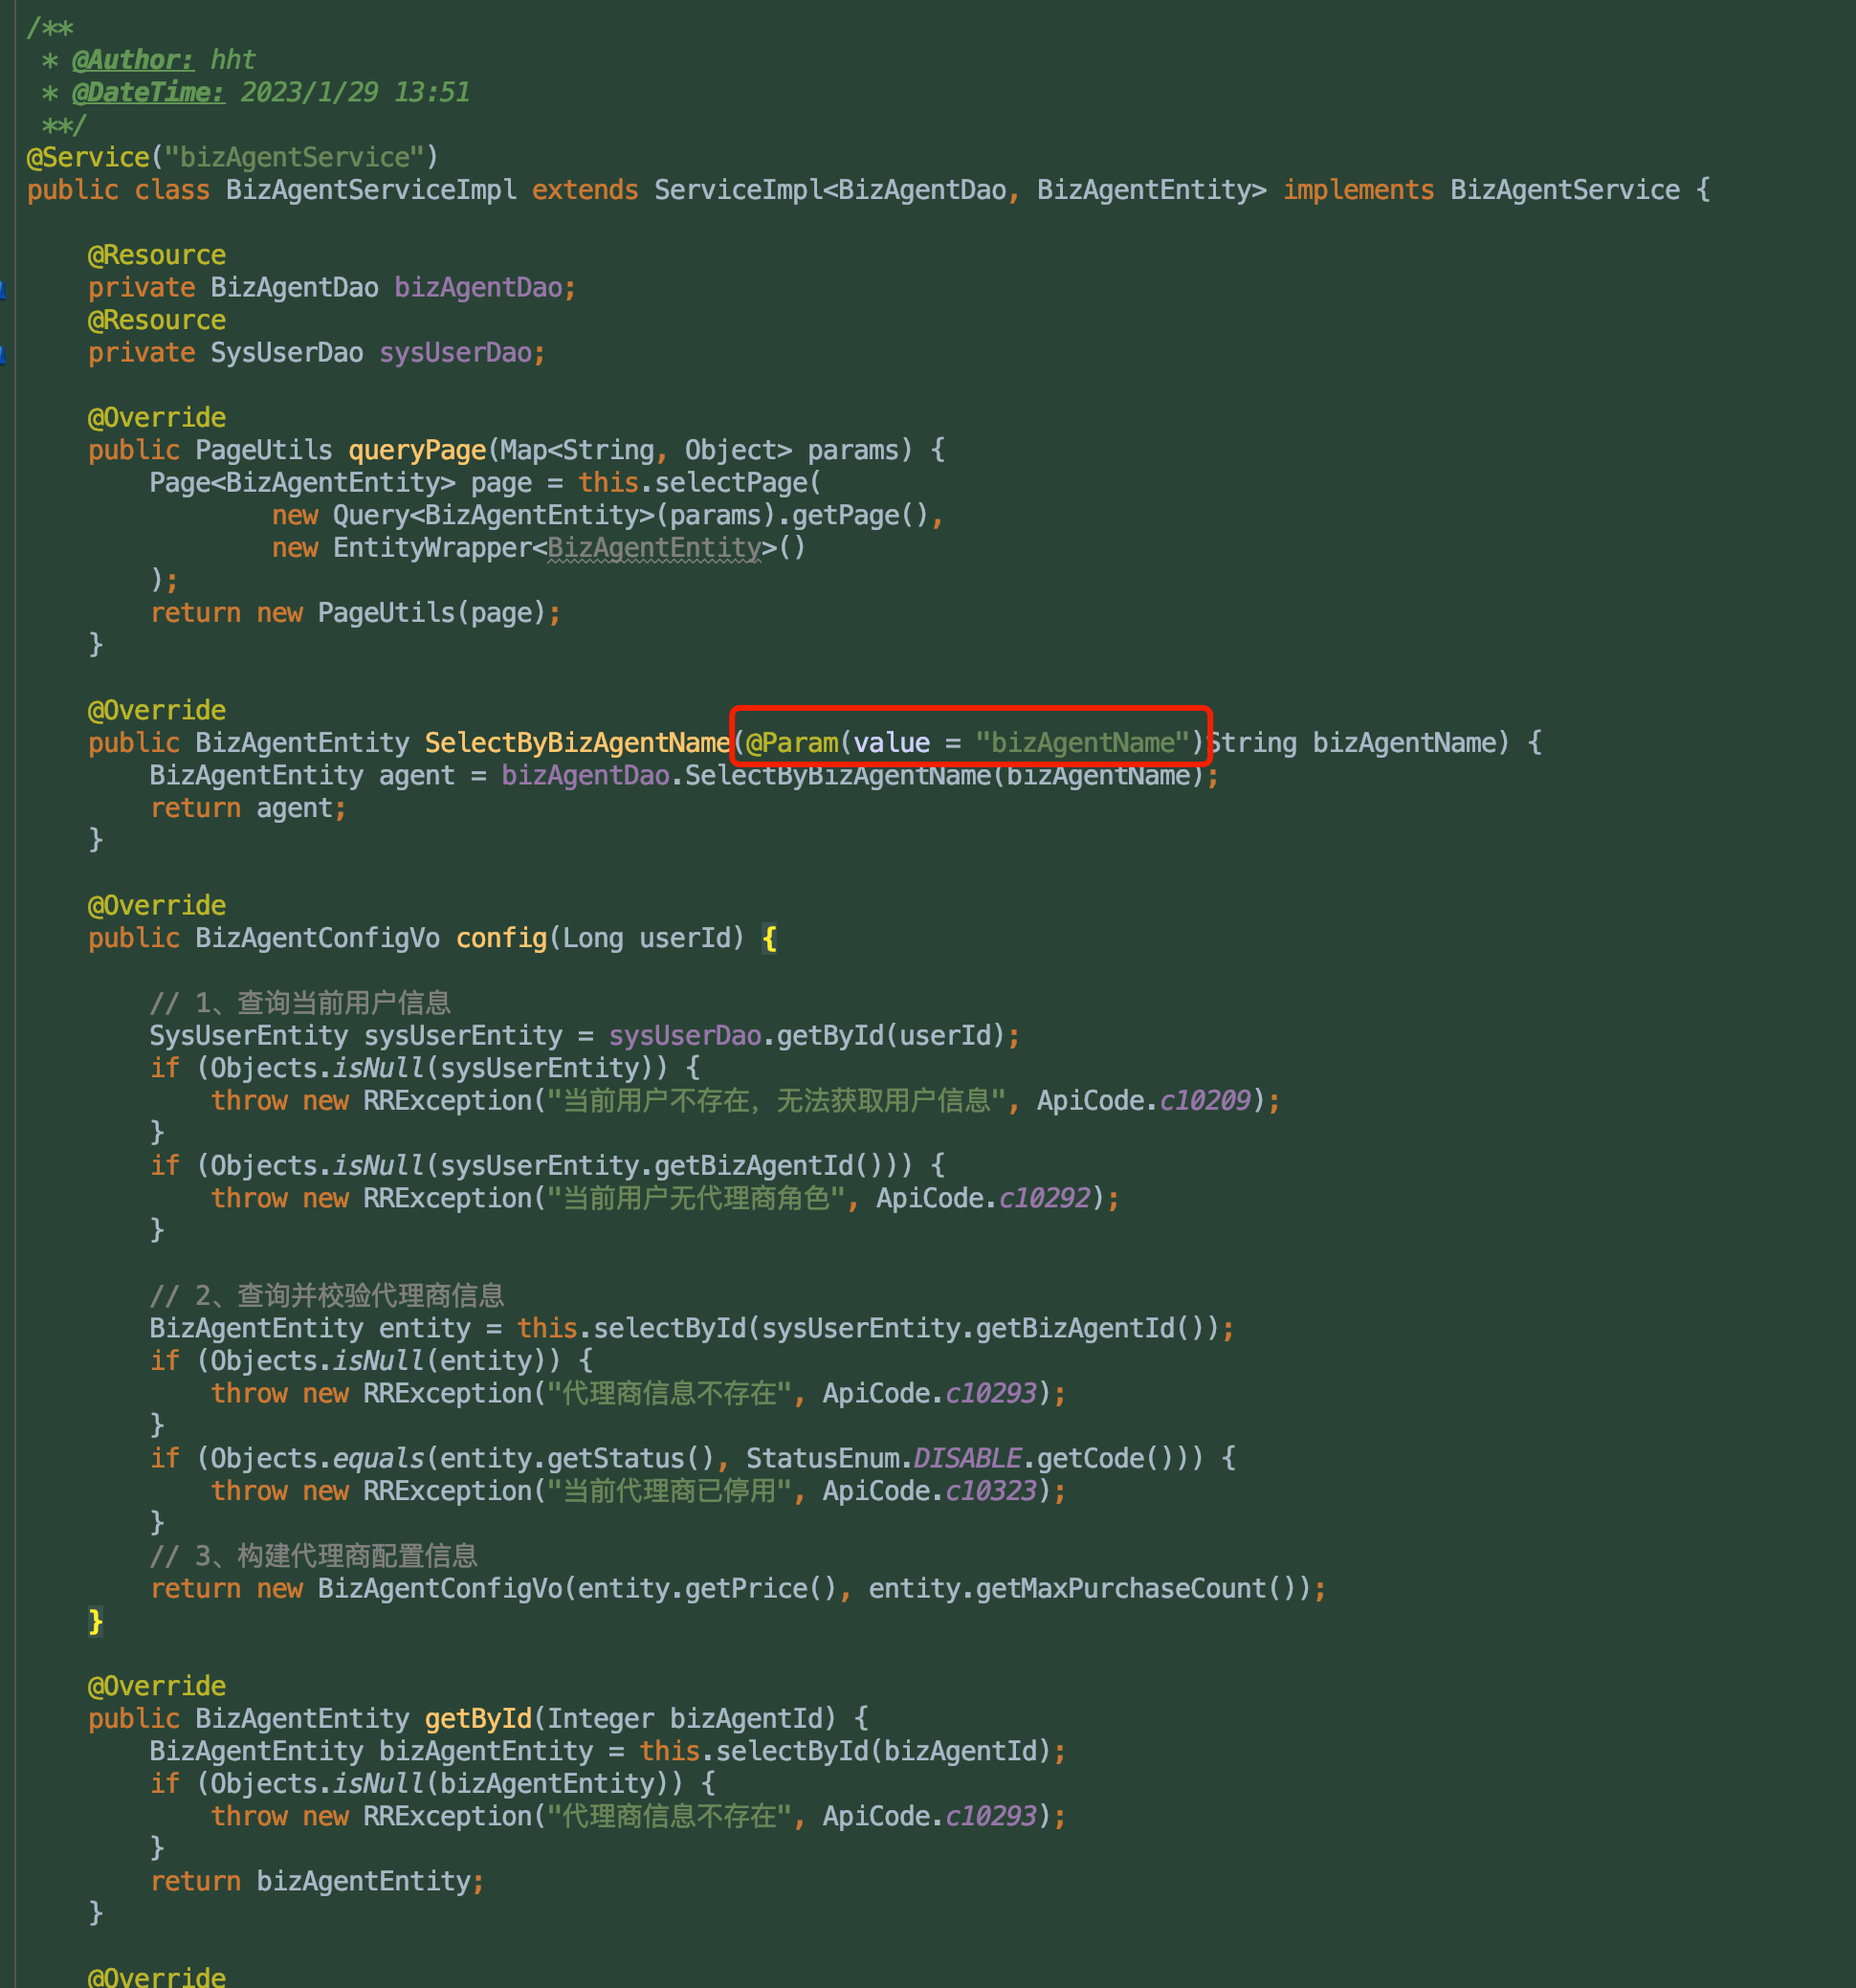 /**
 * @Author: hht
 * @DateTime: 2023/1/29 13:51
 **/
@Service("bizAgentService")
public class BizAgentServiceImpl extends ServiceImpl<BizAgentDao, BizAgentEntity> implements BizAgentService {
    @Resource
    private BizAgentDao bizAgentDao;
    @Resource
    private SysUserDao sysUserDao;
    @Override
    public PageUtils queryPage(Map<String, Object> params) {
        Page<BizAgentEntity> page = this.selectPage(
                new Query<BizAgentEntity>(params).getPage(),
                new EntityWrapper<BizAgentEntity>()
        );
        return new PageUtils(page);
    }
    @Override
    public BizAgentEntity SelectByBizAgentName(@Param(value = "bizAgentName")String bizAgentName) {
        BizAgentEntity agent = bizAgentDao.SelectByBizAgentName(bizAgentName);
        return agent;
    }
    @Override
    public BizAgentConfigVo config(Long userId) {
        // 1、查询当前用户信息
        SysUserEntity sysUserEntity = sysUserDao.getById(userId);
        if (Objects.isNull(sysUserEntity)) {
            throw new RRException("当前用户不存在，无法获取用户信息", ApiCode.c10209);
        }
        if (Objects.isNull(sysUserEntity.getBizAgentId())) {
            throw new RRException("当前用户无代理商角色", ApiCode.c10292);
        }
        // 2、查询并校验代理商信息
        BizAgentEntity entity = this.selectById(sysUserEntity.getBizAgentId());
        if (Objects.isNull(entity)) {
            throw new RRException("代理商信息不存在", ApiCode.c10293);
        }
        if (Objects.equals(entity.getStatus(), StatusEnum.DISABLE.getCode())) {
            throw new RRException("当前代理商已停用", ApiCode.c10323);
        }
        // 3、构建代理商配置信息
        return new BizAgentConfigVo(entity.getPrice(), entity.getMaxPurchaseCount());
    }
    @Override
    public BizAgentEntity getById(Integer bizAgentId) {
        BizAgentEntity bizAgentEntity = this.selectById(bizAgentId);
        if (Objects.isNull(bizAgentEntity)) {
            throw new RRException("代理商信息不存在", ApiCode.c10293);
        }
        return bizAgentEntity;
    }
    @Override